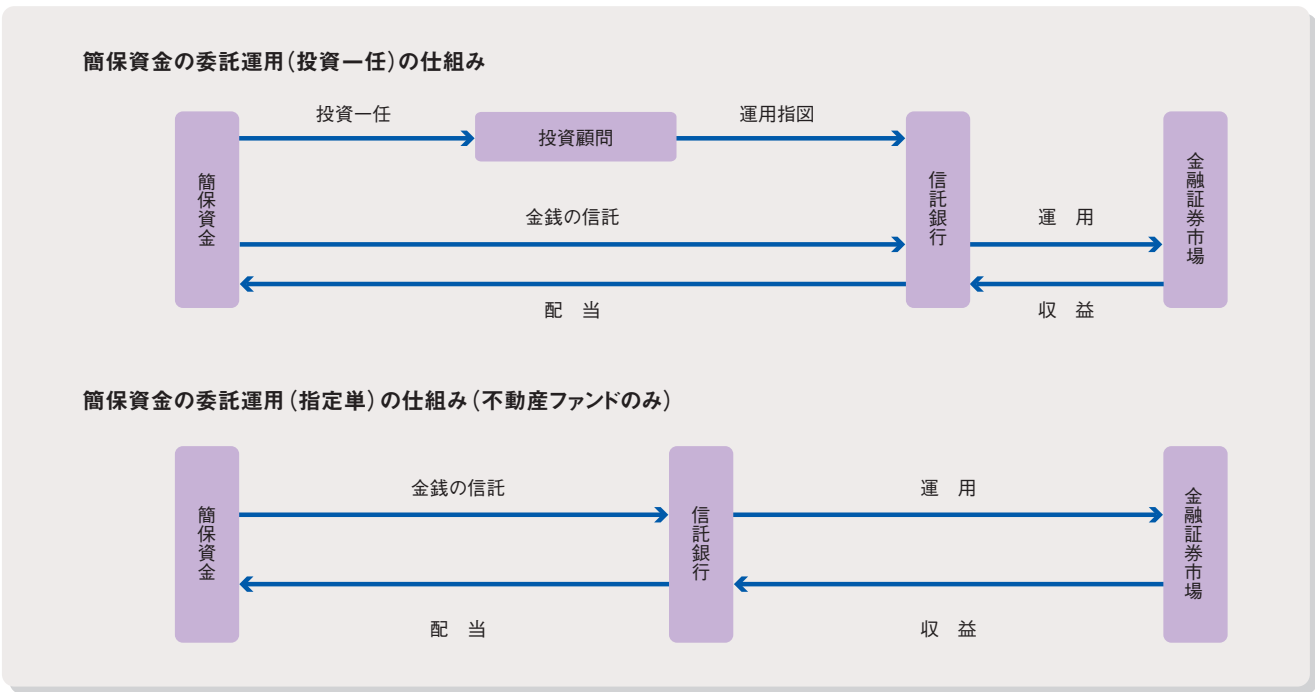 簡保資金の委託運用(投資一任)の仕組み
投資一任
運用指図
簡保資金
投資顧問
信託銀行
金融証券市場
金銭の信託
運 用
配 当
収 益
簡保資金の委託運用(指定単)の仕組み(不動産ファンドのみ)
簡保資金
金銭の信託
信託銀行
運 用
金融証券市場
配 当
収 益